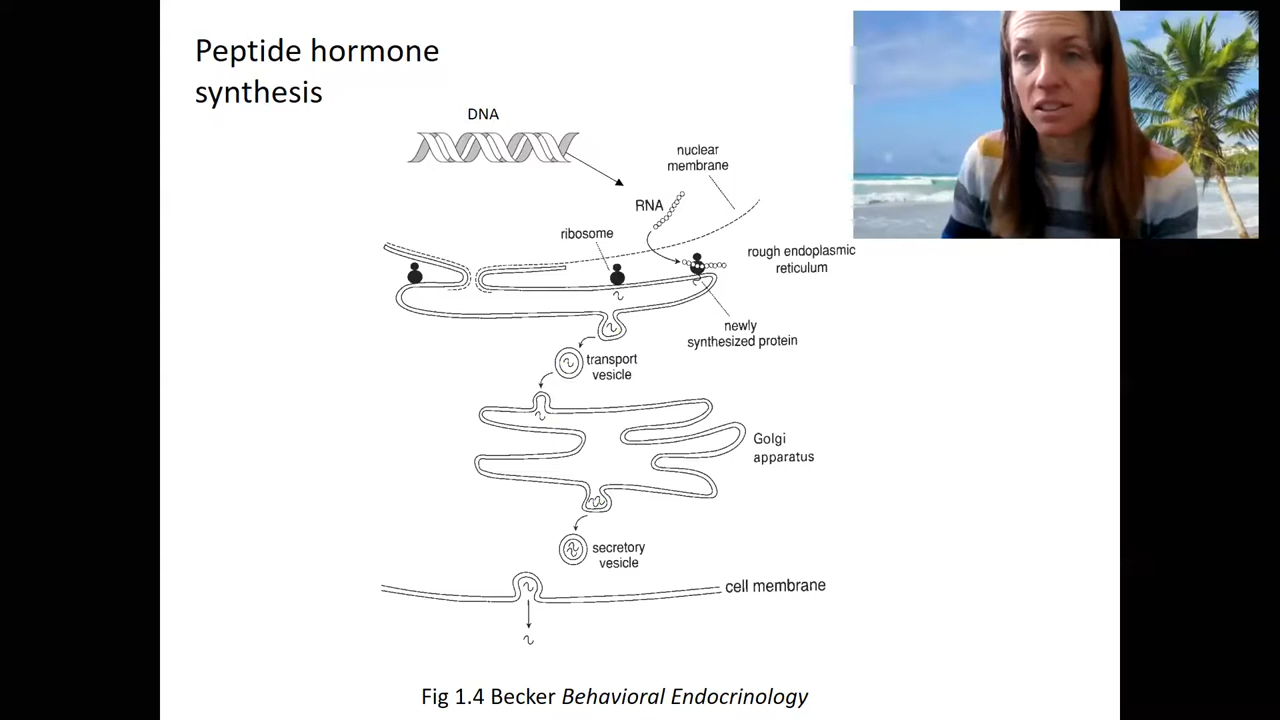 Peptide hormone
synthesis
DNA
nuclear
membrane
RNA
ribosome
rough endoplasmic
reticulum
newly
synthesized protein
transport
vesicle
Golgi
apparatus
secretory
vesicle
cell membrane
Fig 1.4 Becker Behavioral Endocrinology